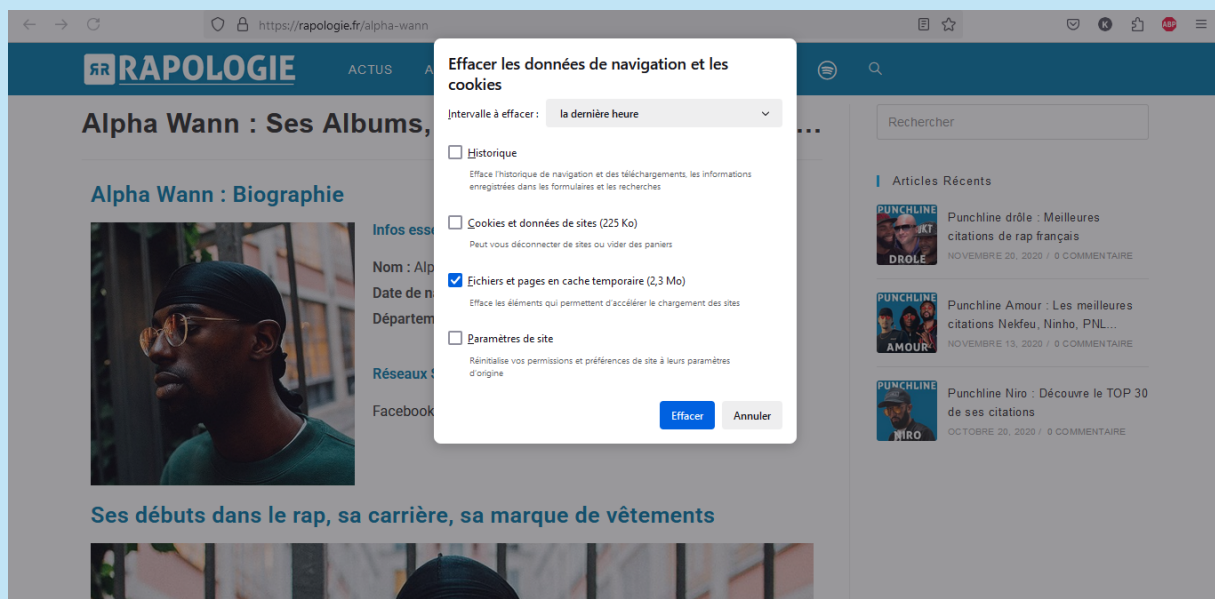 https://rapologie.fr/alpha-wann
K
ABP
RR RAPOLOGIE
ACTUS
A
Effacer les données de navigation et les
cookies
Intervalle à effacer :
la dernière heure
Historique
Efface l'historique de navigation et des téléchargements, les informations
enregistrées dans les formulaires et les recherches
Cookies et données de sites (225 Ko)
Peut vous déconnecter de sites ou vider des paniers
Fichiers et pages en cache temporaire (2,3 Mo)
Efface les éléments qui permettent d'accélérer le chargement des sites
Paramètres de site
Réinitialise vos permissions et préférences de site à leurs paramètres
d'origine
Effacer
Annuler
Alpha Wann : Ses Albums,
...
Alpha Wann : Biographie
Infos esse
Nom : Alp
Date de n
Départem
Réseaux S
Facebook
Ses débuts dans le rap, sa carrière, sa marque de vêtements
Rechercher
Articles Récents
PUNCHLINE
DROLE
Punchline drôle : Meilleures
citations de rap français
NOVEMBRE 20, 2020 / 0 COMMENTAIRE
PUNCHLINE
AMOUR
Punchline Amour : Les meilleures
citations Nekfeu, Ninho, PNL...
NOVEMBRE 13, 2020 / 0 COMMENTAIRE
PUNCHLINE
NIRO
Punchline Niro : Découvre le TOP 30
de ses citations
OCTOBRE 20, 2020 / 0 COMMENTAIRE